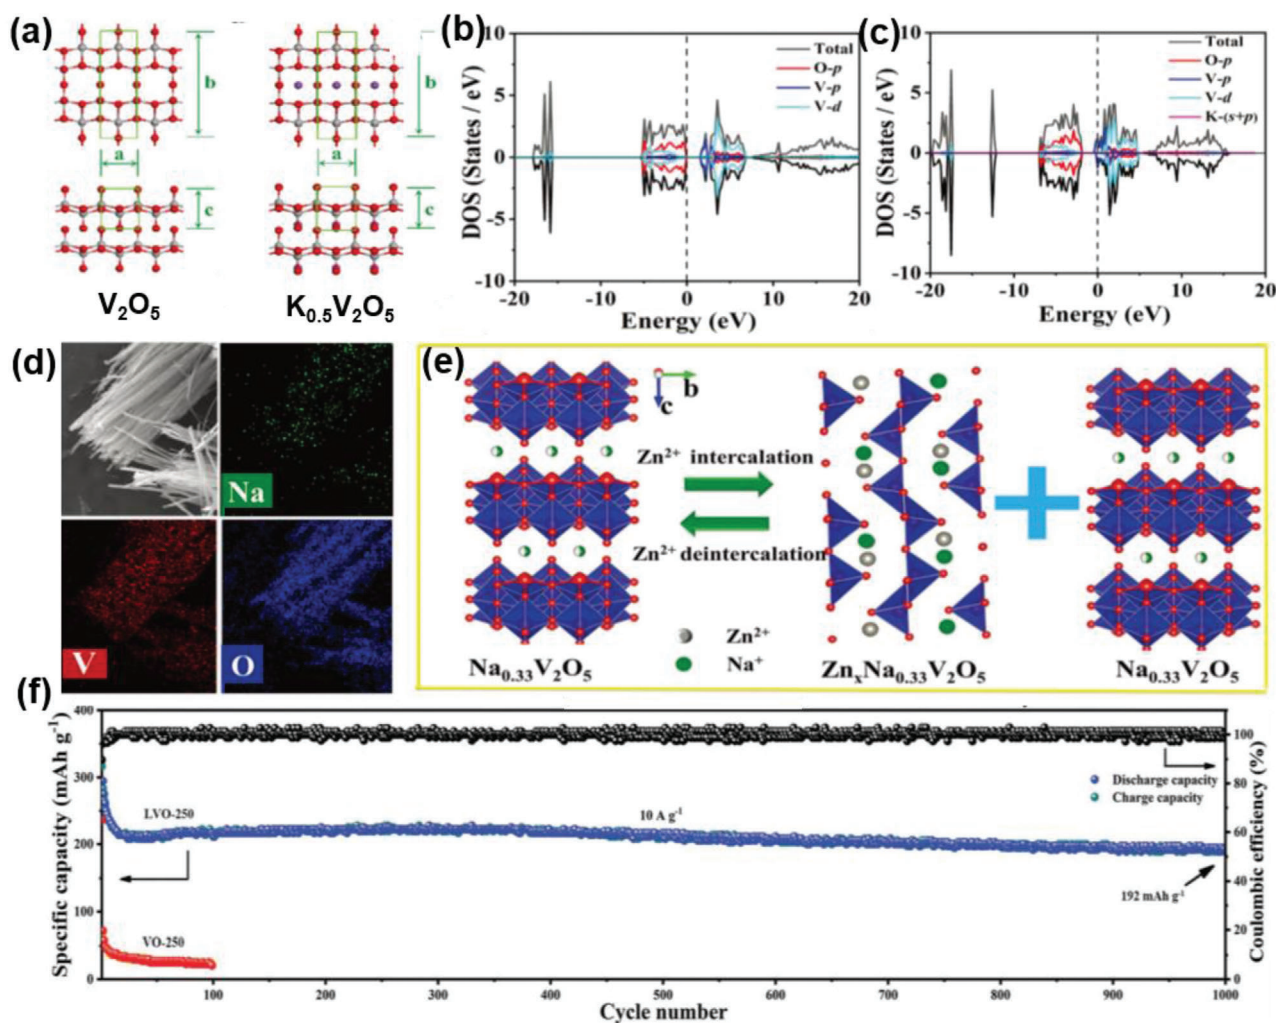 (a)
b
a
c
V₂O₅
b
a
c
K₀.₅V₂O₅
(b)
DOS (States / eV)
10
5
0
-5
-10
Total
O-p
V-p
V-d
-20
-10
0
10
20
Energy (eV)
(c)
DOS (States / eV)
10
5
0
-5
-10
Total
O-p
V-p
V-d
K-(s+p)
-20
-10
0
10
20
Energy (eV)
(d)
Na
V
O
(e)
b
c
Zn²⁺ intercalation
Zn²⁺ deintercalation
Zn²⁺
Na⁺
Na₀.₃₃V₂O₅
ZnₓNa₀.₃₃V₂O₅
Na₀.₃₃V₂O₅
(f)
Specific capacity (mAh g⁻¹)
400
300
200
100
0
LVO-250
VO-250
10 A g⁻¹
192 mAh g⁻¹
Discharge capacity
Charge capacity
100
80
60
40
20
0
Coulombic efficiency (%)
100 200 300 400 500 600 700 800 900 1000
Cycle number